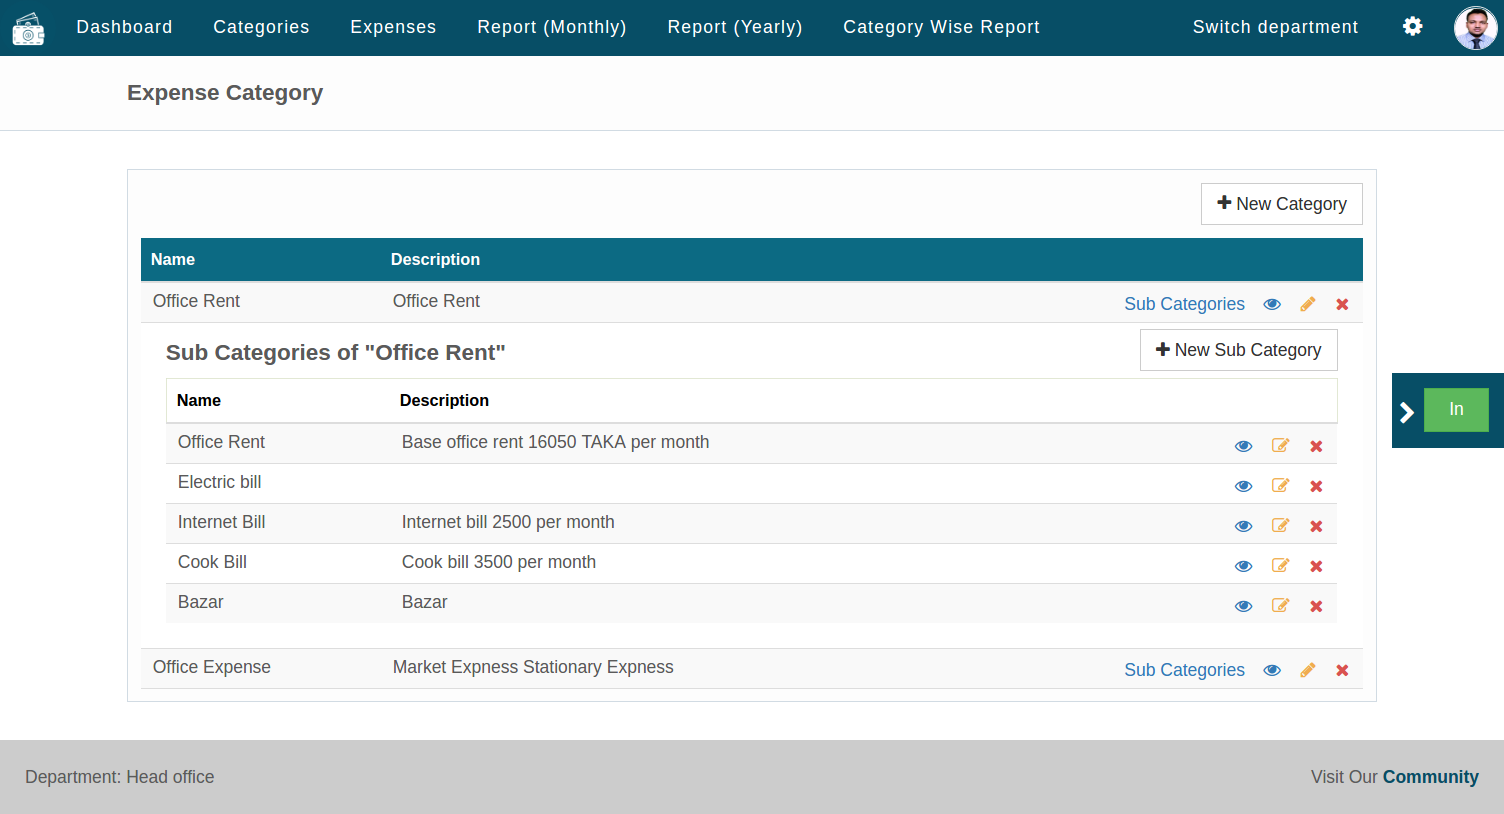 Dashboard Categories Expenses Report (Monthly) Report (Yearly) Category Wise Report Switch department
Expense Category
New Category
Name Description
Office Rent Office Rent Sub Categories
Sub Categories of "Office Rent" New Sub Category
Name Description
Office Rent Base office rent 16050 TAKA per month
Electric bill
Internet Bill Internet bill 2500 per month
Cook Bill Cook bill 3500 per month
Bazar Bazar
In
Office Expense Market Expness Stationary Expness Sub Categories
Department: Head office Visit Our Community